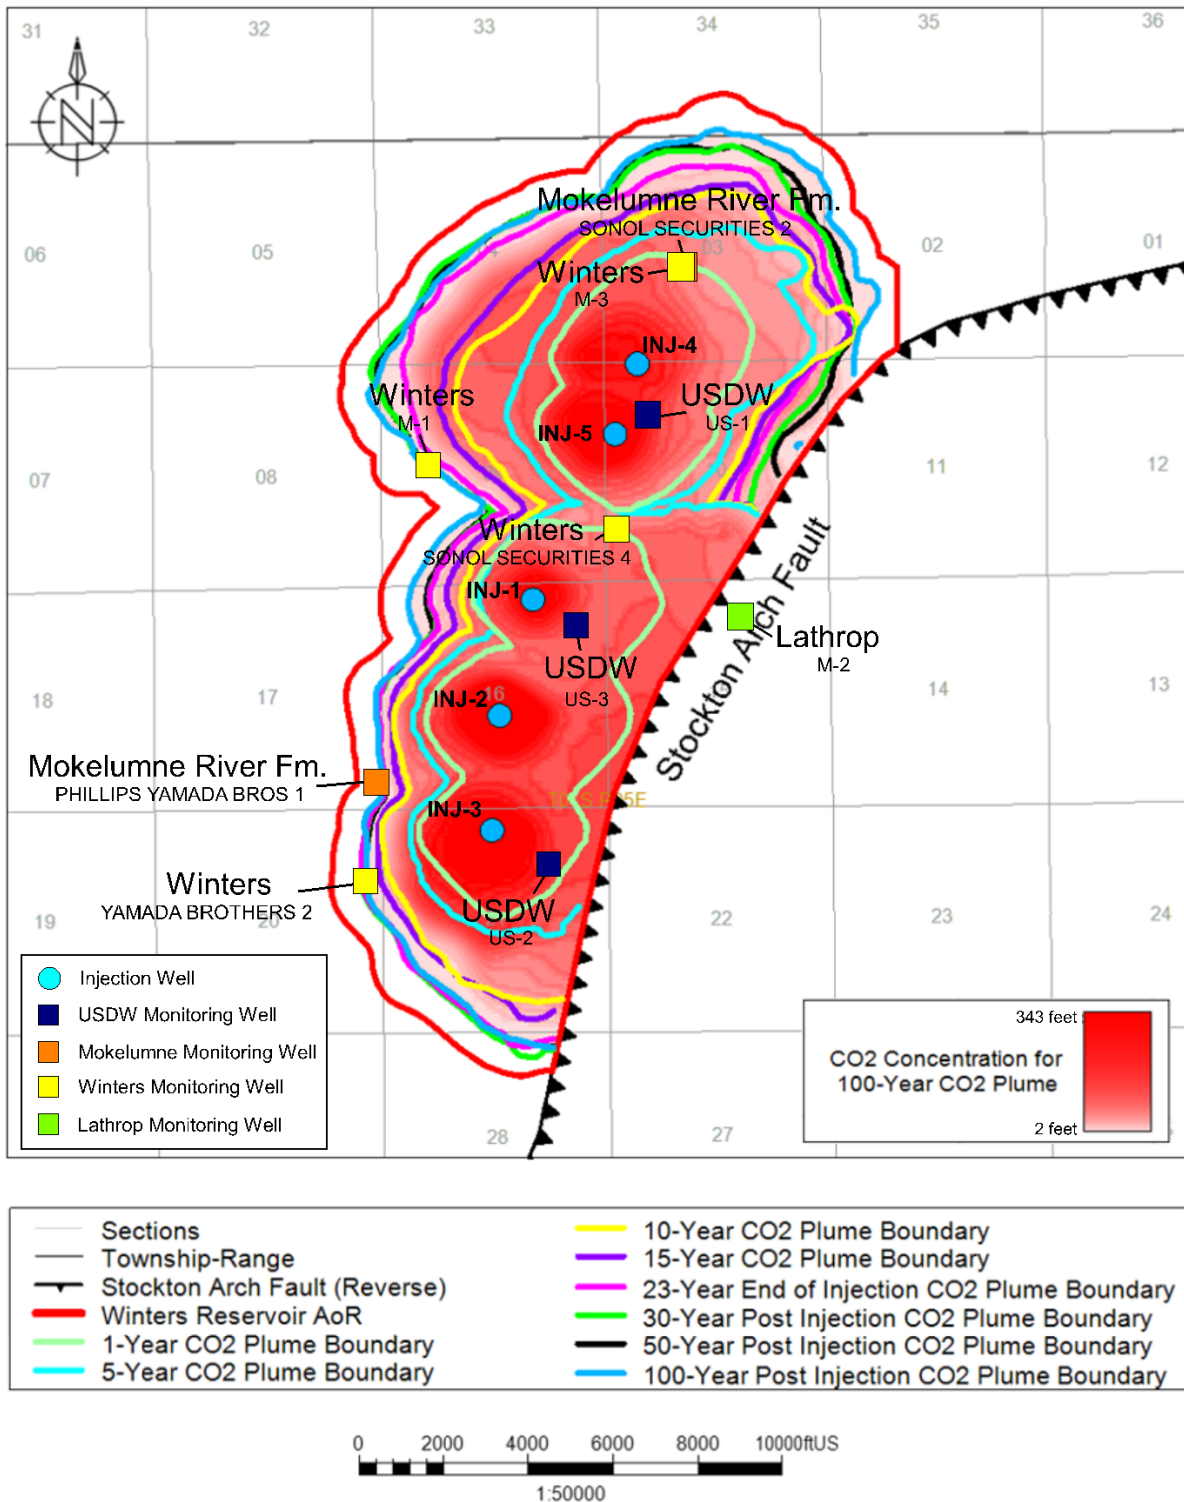 31
32
33
34
35
36
N
Mokelumne River Fm.
SONOL SECURITIES 2
06
05
03
02
01
Winters
M-3
INJ-4
Winters
M-1
USDW
US-1
INJ-5
07
08
11
12
Winters
SONOL SECURITIES 4
INJ-1
Stockton Arch Fault
Lathrop
M-2
USDW
US-3
18
17
INJ-2
16
14
13
Mokelumne River Fm.
PHILLIPS YAMADA BROS 1
INJ-3
Winters
YAMADA BROTHERS 2
USDW
US-2
19
20
22
23
24
Injection Well
USDW Monitoring Well
Mokelumne Monitoring Well
Winters Monitoring Well
Lathrop Monitoring Well
343 feet
CO2 Concentration for
100-Year CO2 Plume
2 feet
28
27
Sections
Township-Range
Stockton Arch Fault (Reverse)
Winters Reservoir AoR
1-Year CO2 Plume Boundary
5-Year CO2 Plume Boundary
10-Year CO2 Plume Boundary
15-Year CO2 Plume Boundary
23-Year End of Injection CO2 Plume Boundary
30-Year Post Injection CO2 Plume Boundary
50-Year Post Injection CO2 Plume Boundary
100-Year Post Injection CO2 Plume Boundary
0 2000 4000 6000 8000 10000ftUS
1:50000